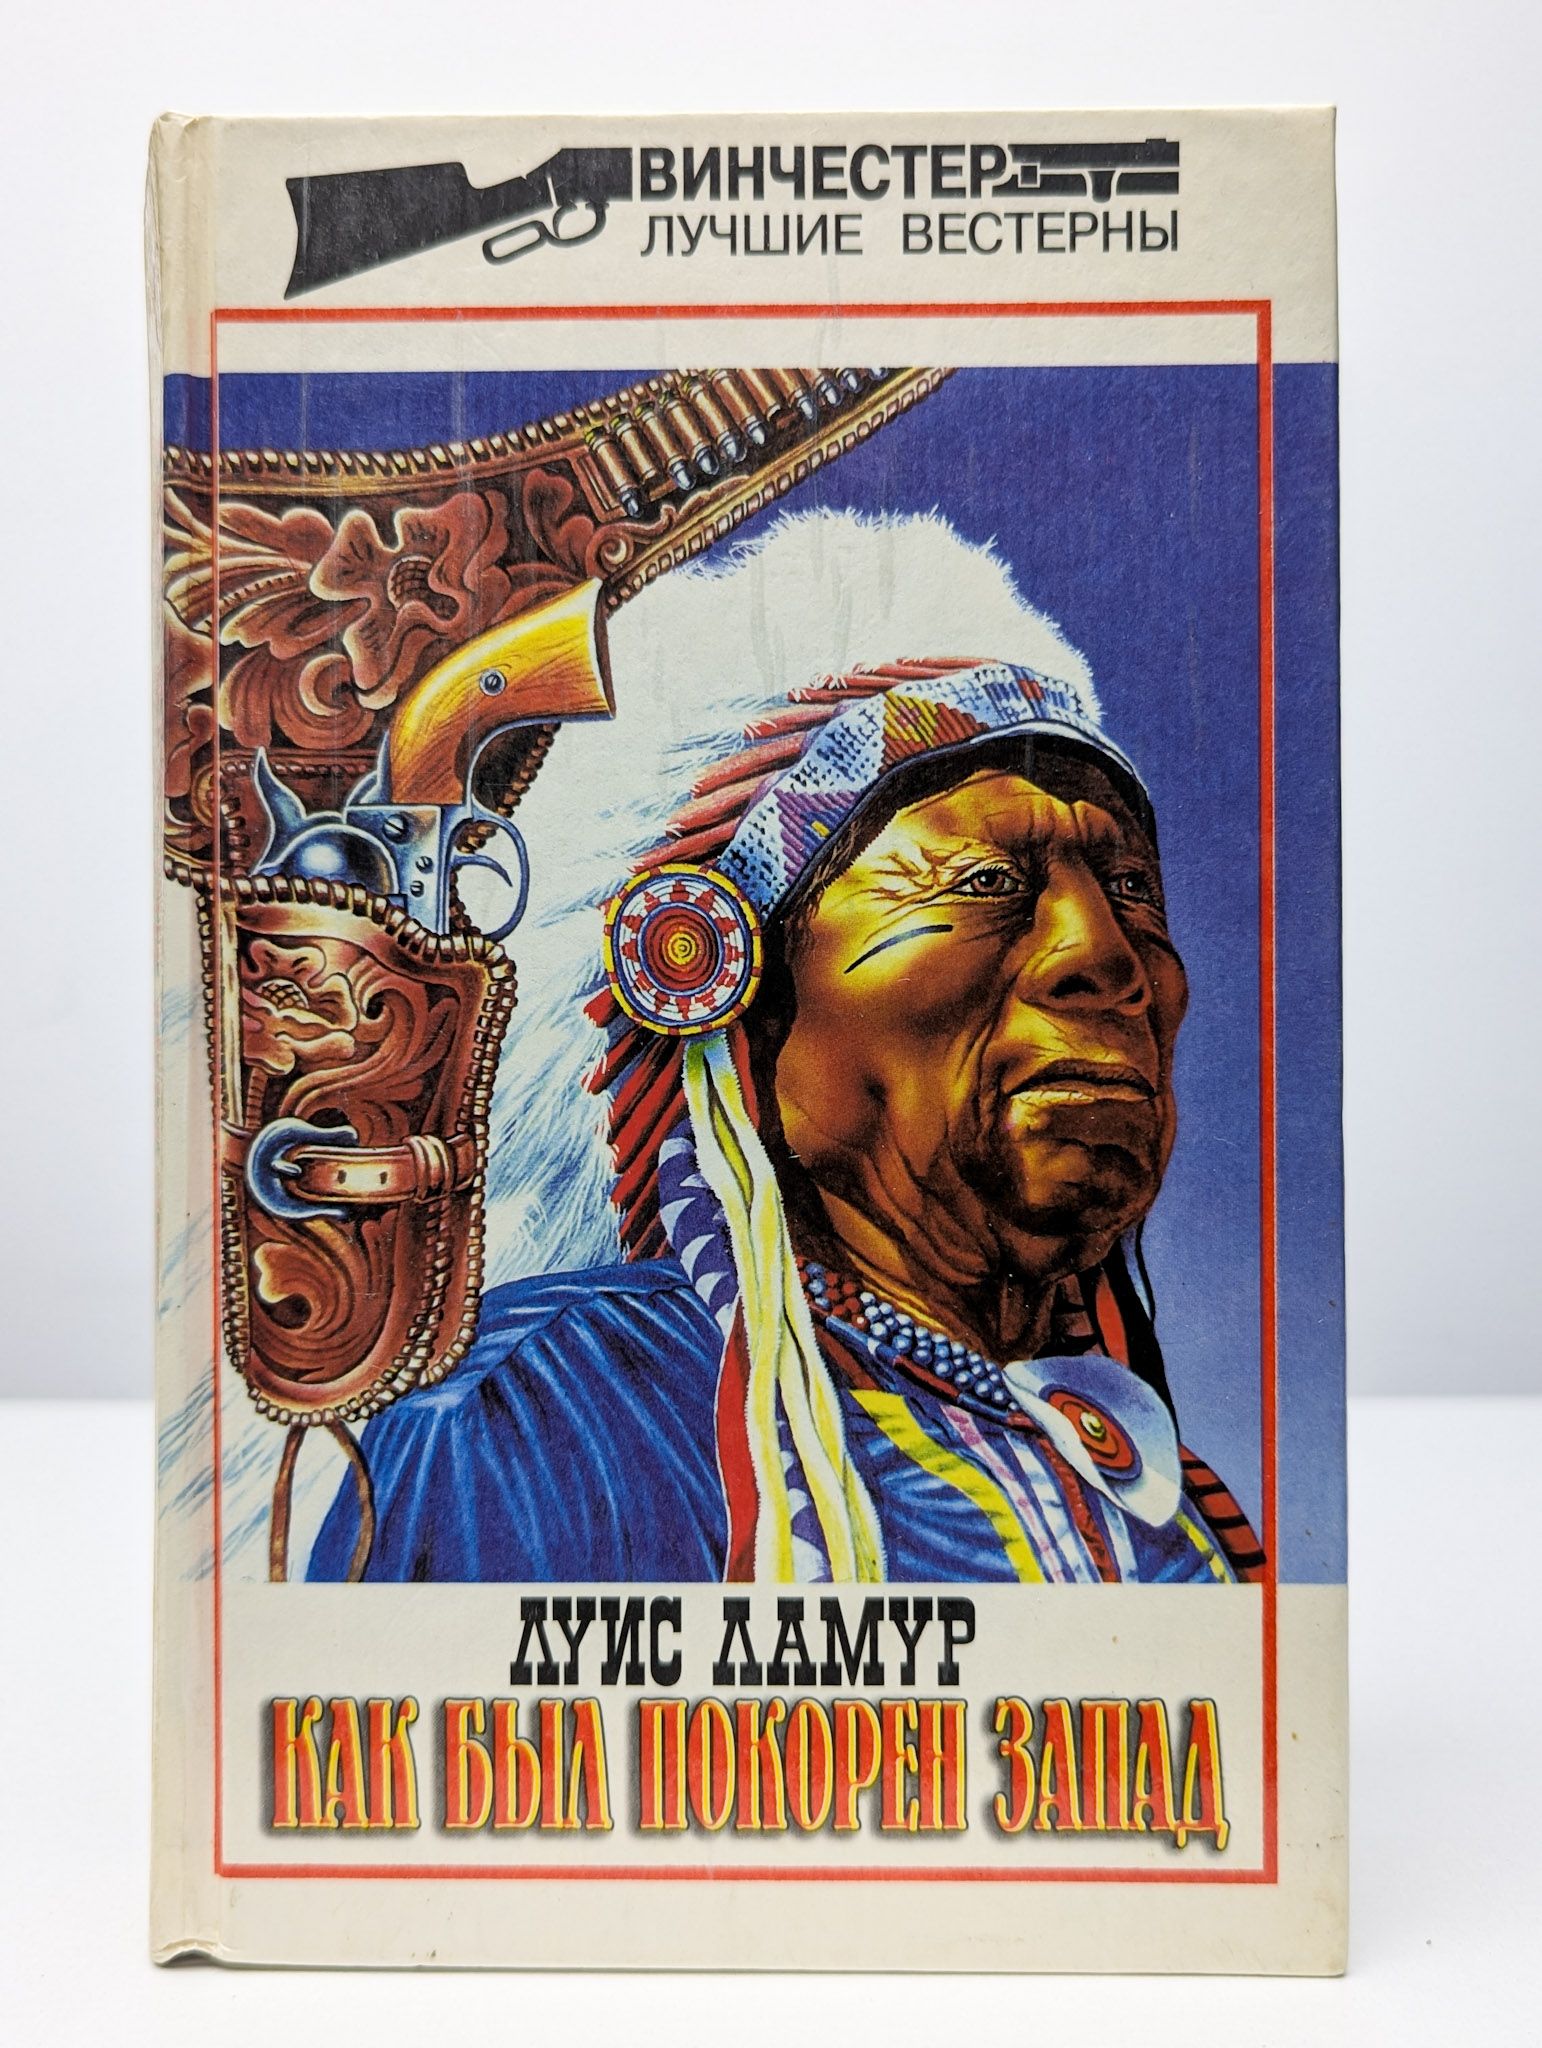 ВИНЧЕСТЕР
ЛУЧШИЕ ВЕСТЕРНЫ
ЛУИС ЛАМУР
КАК БЫЛ ПОКОРЕН ЗАПАД